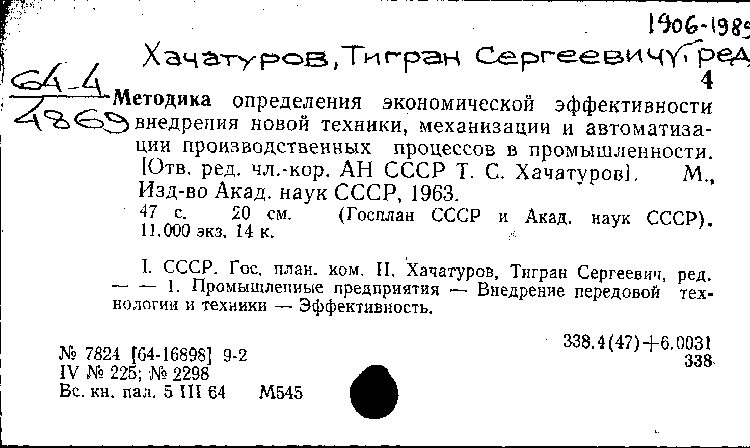 1906-1989
Хачатуров, Тигран Сергеевич, ред
4
64-4
4869
Методика определения экономической эффективности
внедрения новой техники, механизации и автоматиза-
ции производственных процессов в промышленности.
[Отв. ред. чл.-кор. АН СССР Т. С. Хачатуров]. М.,
Изд-во Акад. наук СССР, 1963.
47 с. 20 см. (Госплан СССР и Акад. наук СССР).
11.000 экз. 14 к.
I. СССР. Гос. план. ком. II. Хачатуров, Тигран Сергеевич, ред.
— — 1. Промышленные предприятия — Внедрение передовой тех-
нологии и техники — Эффективность.
338.4(47)+6.0031
338
№ 7824 [64-16898] 9-2
IV № 225; № 2298
Вс. кн. пал. 5 III 64 М545